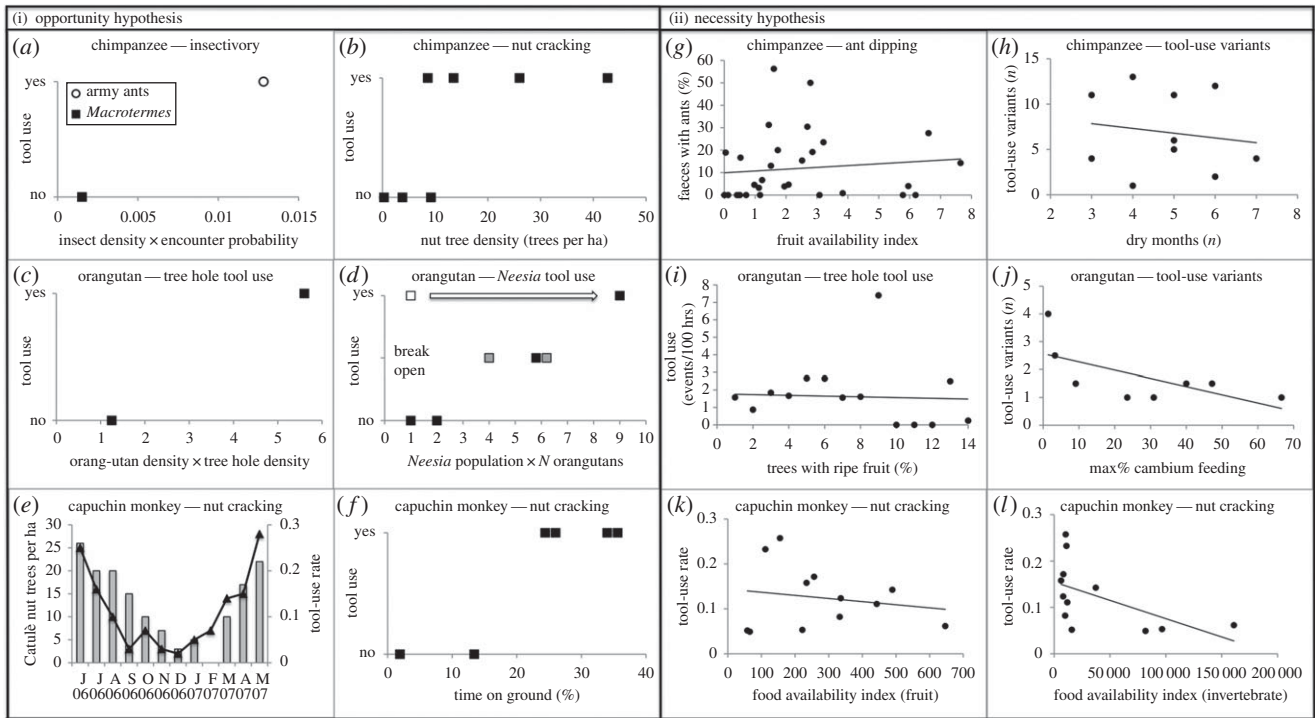 (i) opportunity hypothesis
(a) chimpanzee — insectivory
yes
army ants
Macrotermes
tool use
no
0 0.005 0.010 0.015
insect density × encounter probability
(b) chimpanzee — nut cracking
yes
tool use
no
0 10 20 30 40 50
nut tree density (trees per ha)
(c) orangutan — tree hole tool use
yes
tool use
no
0 1 2 3 4 5 6
orang-utan density × tree hole density
(d) orangutan — Neesia tool use
yes
break
open
tool use
no
0 1 2 3 4 5 6 7 8 9 10
Neesia population × N orangutans
(e) capuchin monkey — nut cracking
30
25
20
15
10
5
0
Catulè nut trees per ha
0.3
0.2
0.1
0
tool-use rate
J J A S O N D J F M A M
06 06 06 06 06 06 06 07 07 07 07 07
(f) capuchin monkey — nut cracking
yes
tool use
no
0 10 20 30 40
time on ground (%)
(ii) necessity hypothesis
(g) chimpanzee — ant dipping
60
50
40
30
20
10
0
faeces with ants (%)
0 1 2 3 4 5 6 7 8
fruit availability index
(h) chimpanzee — tool-use variants
15
10
5
0
tool-use variants (n)
2 3 4 5 6 7 8
dry months (n)
(i) orangutan — tree hole tool use
8
7
6
5
4
3
2
1
0
tool use
(events/100 hrs)
0 2 4 6 8 10 12 14
trees with ripe fruit (%)
(j) orangutan — tool-use variants
5
4
3
2
1
0
tool-use variants (n)
0 10 20 30 40 50 60 70
max% cambium feeding
(k) capuchin monkey — nut cracking
0.3
0.2
0.1
0
tool-use rate
0 100 200 300 400 500 600 700
food availability index (fruit)
(l) capuchin monkey — nut cracking
0.3
0.2
0.1
0
tool-use rate
0 50 000 100 000 150 000 200 000
food availability index (invertebrate)